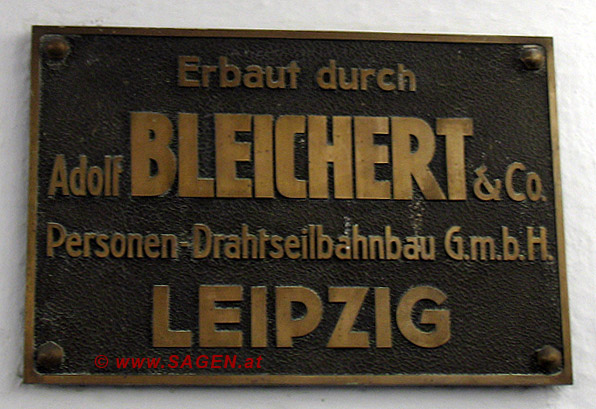 Erbaut durch
Adolf BLEICHERT & Co.
Personen-Drahtseilbahnbau G.m.b.H.
LEIPZIG
© www.SAGEN.at